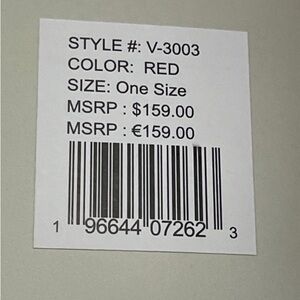 STYLE #: V-3003
COLOR: RED
SIZE: One Size
MSRP : $159.00
MSRP : €159.00
1 96644 07262 3